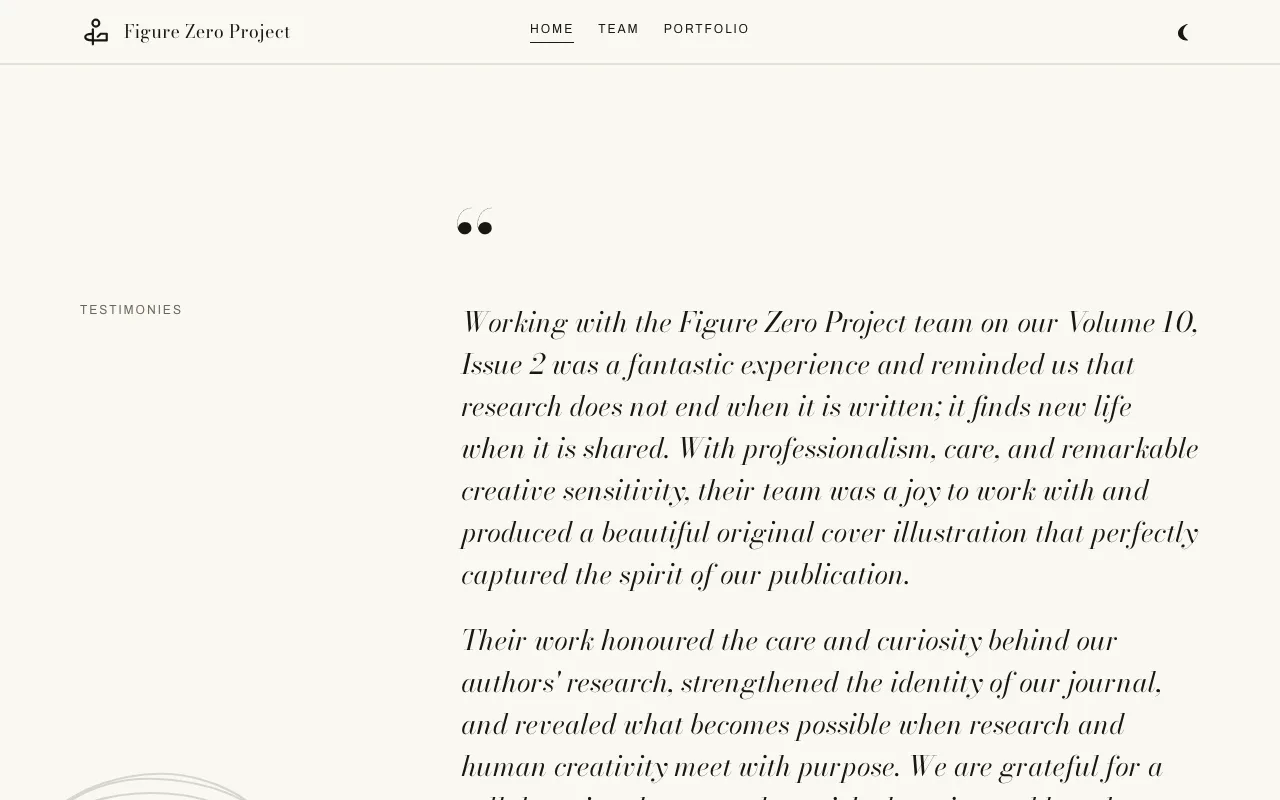 Figure Zero Project
HOME TEAM PORTFOLIO
“
TESTIMONIES
Working with the Figure Zero Project team on our Volume 10,
Issue 2 was a fantastic experience and reminded us that
research does not end when it is written; it finds new life
when it is shared. With professionalism, care, and remarkable
creative sensitivity, their team was a joy to work with and
produced a beautiful original cover illustration that perfectly
captured the spirit of our publication.
Their work honoured the care and curiosity behind our
authors' research, strengthened the identity of our journal,
and revealed what becomes possible when research and
human creativity meet with purpose. We are grateful for a